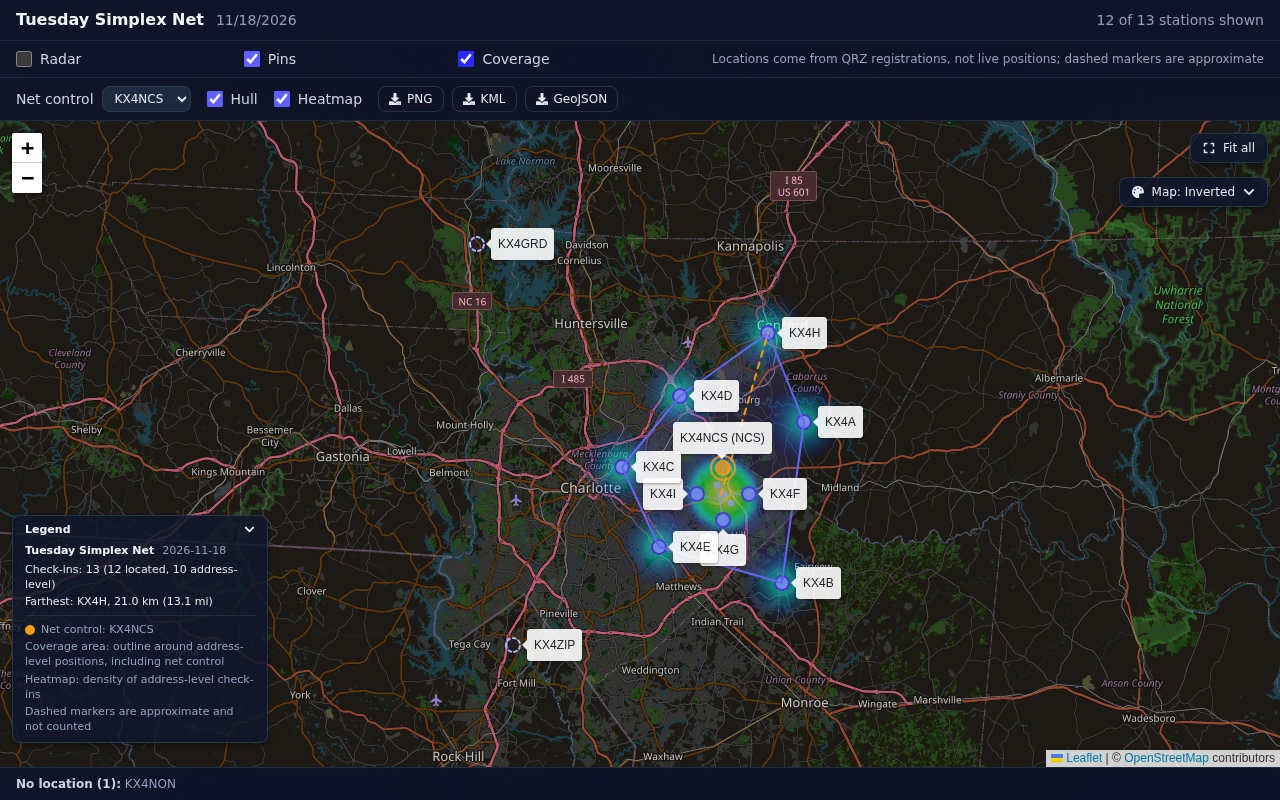 Tuesday Simplex Net 11/18/2026 12 of 13 stations shown
Radar Pins Coverage Locations come from QRZ registrations, not live positions; dashed markers are approximate
Net control KX4NCS Hull Heatmap PNG KML GeoJSON
+
−
Fit all
Map: Inverted
Lake Norman
Mooresville
I 85
US 601
KX4GRD
Davidson
Cornelius
Kannapolis
Lincolnton
NC 16
Uwharrie
National
Forest
Huntersville
KX4H
Cleveland
County
Cherryville
I 485
Cabarrus
County
Albemarle
Stanly County
KX4D
Dallas
KX4A
Shelby
Bessemer
City
Mount Holly
KX4NCS (NCS)
Gastonia
Lowell
Mecklenburg
County
KX4C
Kings Mountain
Belmont
Charlotte
KX4I
KX4F
Midland
KX4E
X4G
Fairview
KX4B
Matthews
Clover
Pineville
Indian Trail
Tega Cay
KX4ZIP
Weddington
Fort Mill
Union County
York
Monroe
Wingate
Marshville
Anson County
Wadesboro
Rock Hill
Waxhaw
Legend
Tuesday Simplex Net 2026-11-18
Check-ins: 13 (12 located, 10 address-
level)
Farthest: KX4H, 21.0 km (13.1 mi)
Net control: KX4NCS
Coverage area: outline around address-
level positions, including net control
Heatmap: density of address-level check-
ins
Dashed markers are approximate and
not counted
Leaflet | © OpenStreetMap contributors
No location (1): KX4NON